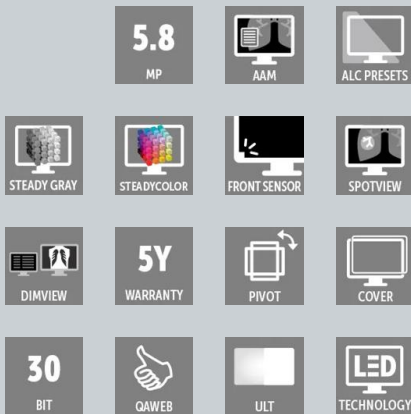 5.8
MP
AAM
ALC PRESETS
STEADY GRAY
STEADYCOLOR
FRONT SENSOR
SPOTVIEW
DIMVIEW
5Y
WARRANTY
PIVOT
COVER
30
BIT
QAWEB
ULT
LED
TECHNOLOGY